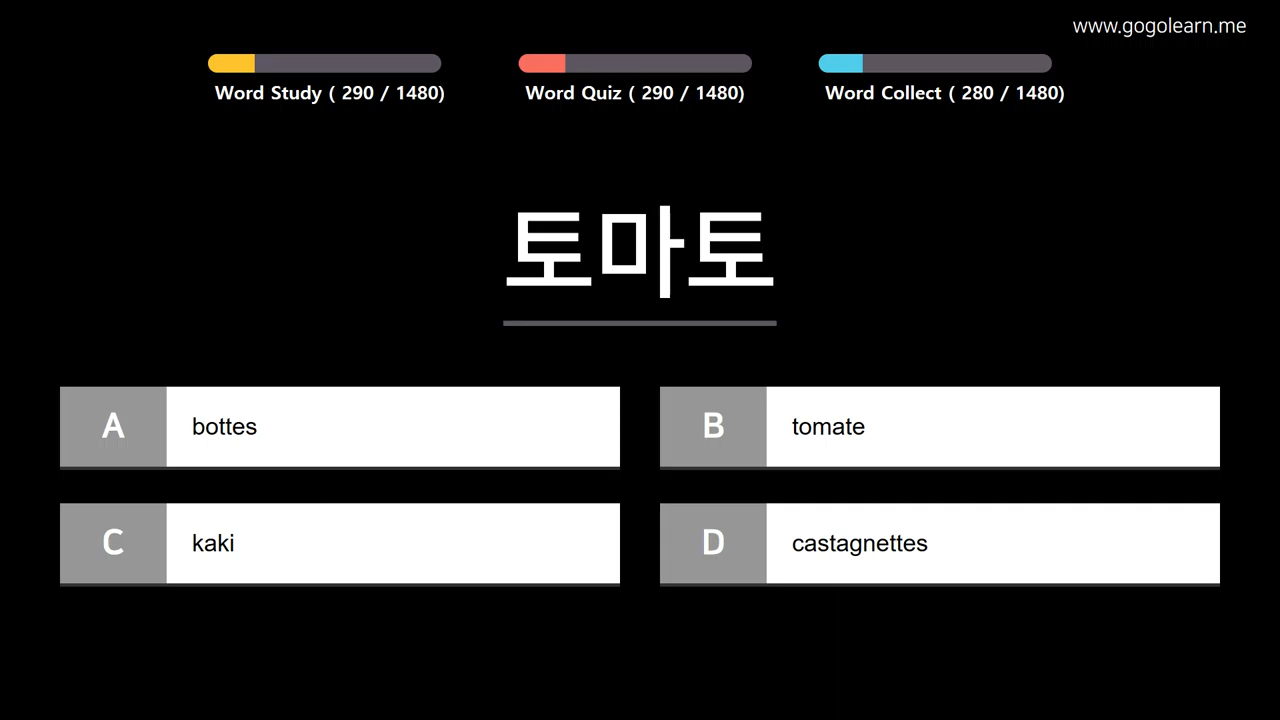 www.gogolearn.me
Word Study ( 290 / 1480)
Word Quiz ( 290 / 1480)
Word Collect ( 280 / 1480)
토마토
A bottes
B tomate
C kaki
D castagnettes